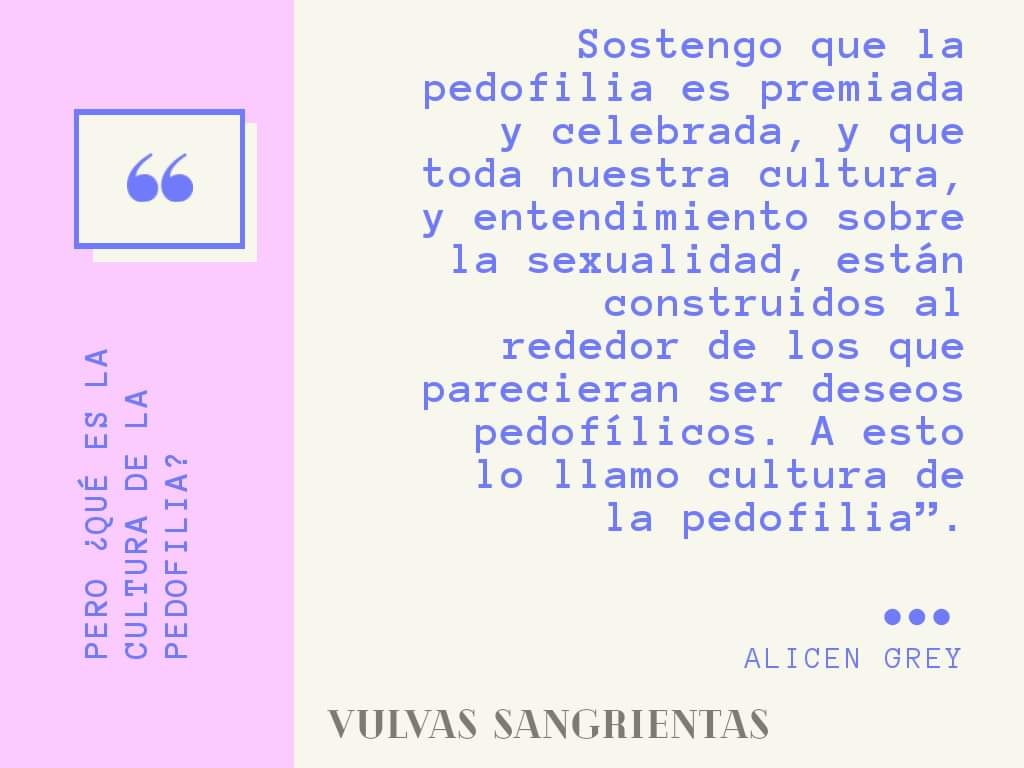 PERO ¿QUÉ ES LA
CULTURA DE LA
PEDOFILIA?
“
Sostengo que la
pedofilia es premiada
y celebrada, y que
toda nuestra cultura,
y entendimiento sobre
la sexualidad, están
construidos al
rededor de los que
parecieran ser deseos
pedofílicos. A esto
lo llamo cultura de
la pedofilia”.
ALICEN GREY
VULVAS SANGRIENTAS